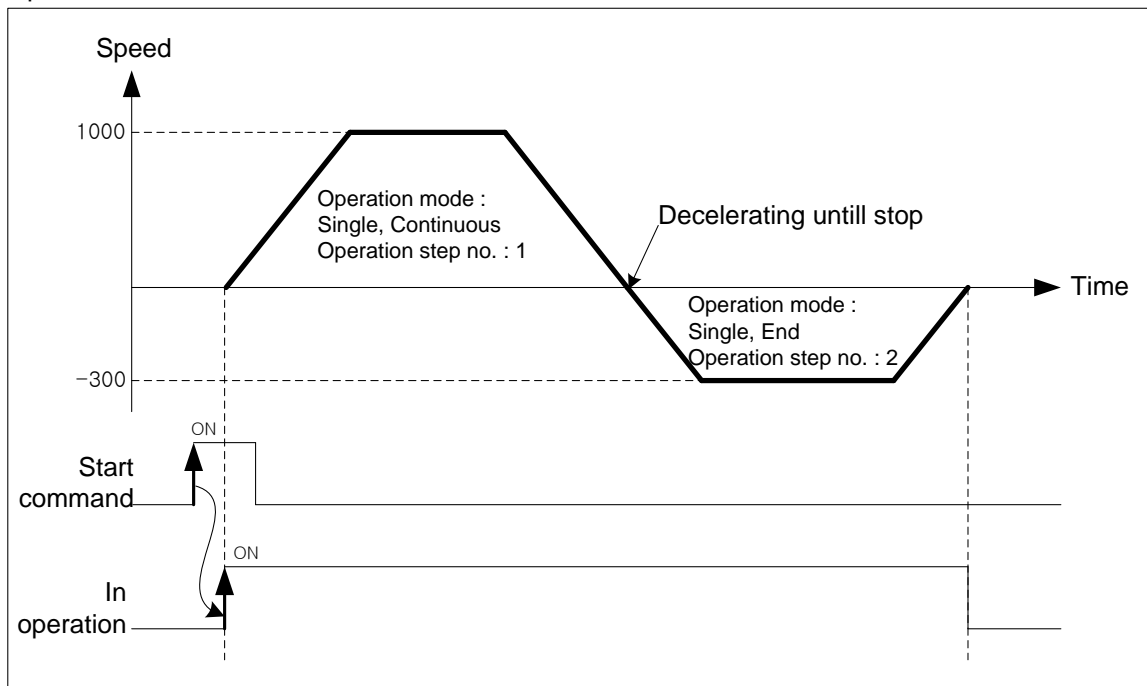 Speed
1000
Operation mode :
Single, Continuous
Operation step no. : 1
Decelerating untill stop
Time
Operation mode :
Single, End
Operation step no. : 2
-300
ON
Start
command
ON
In
operation